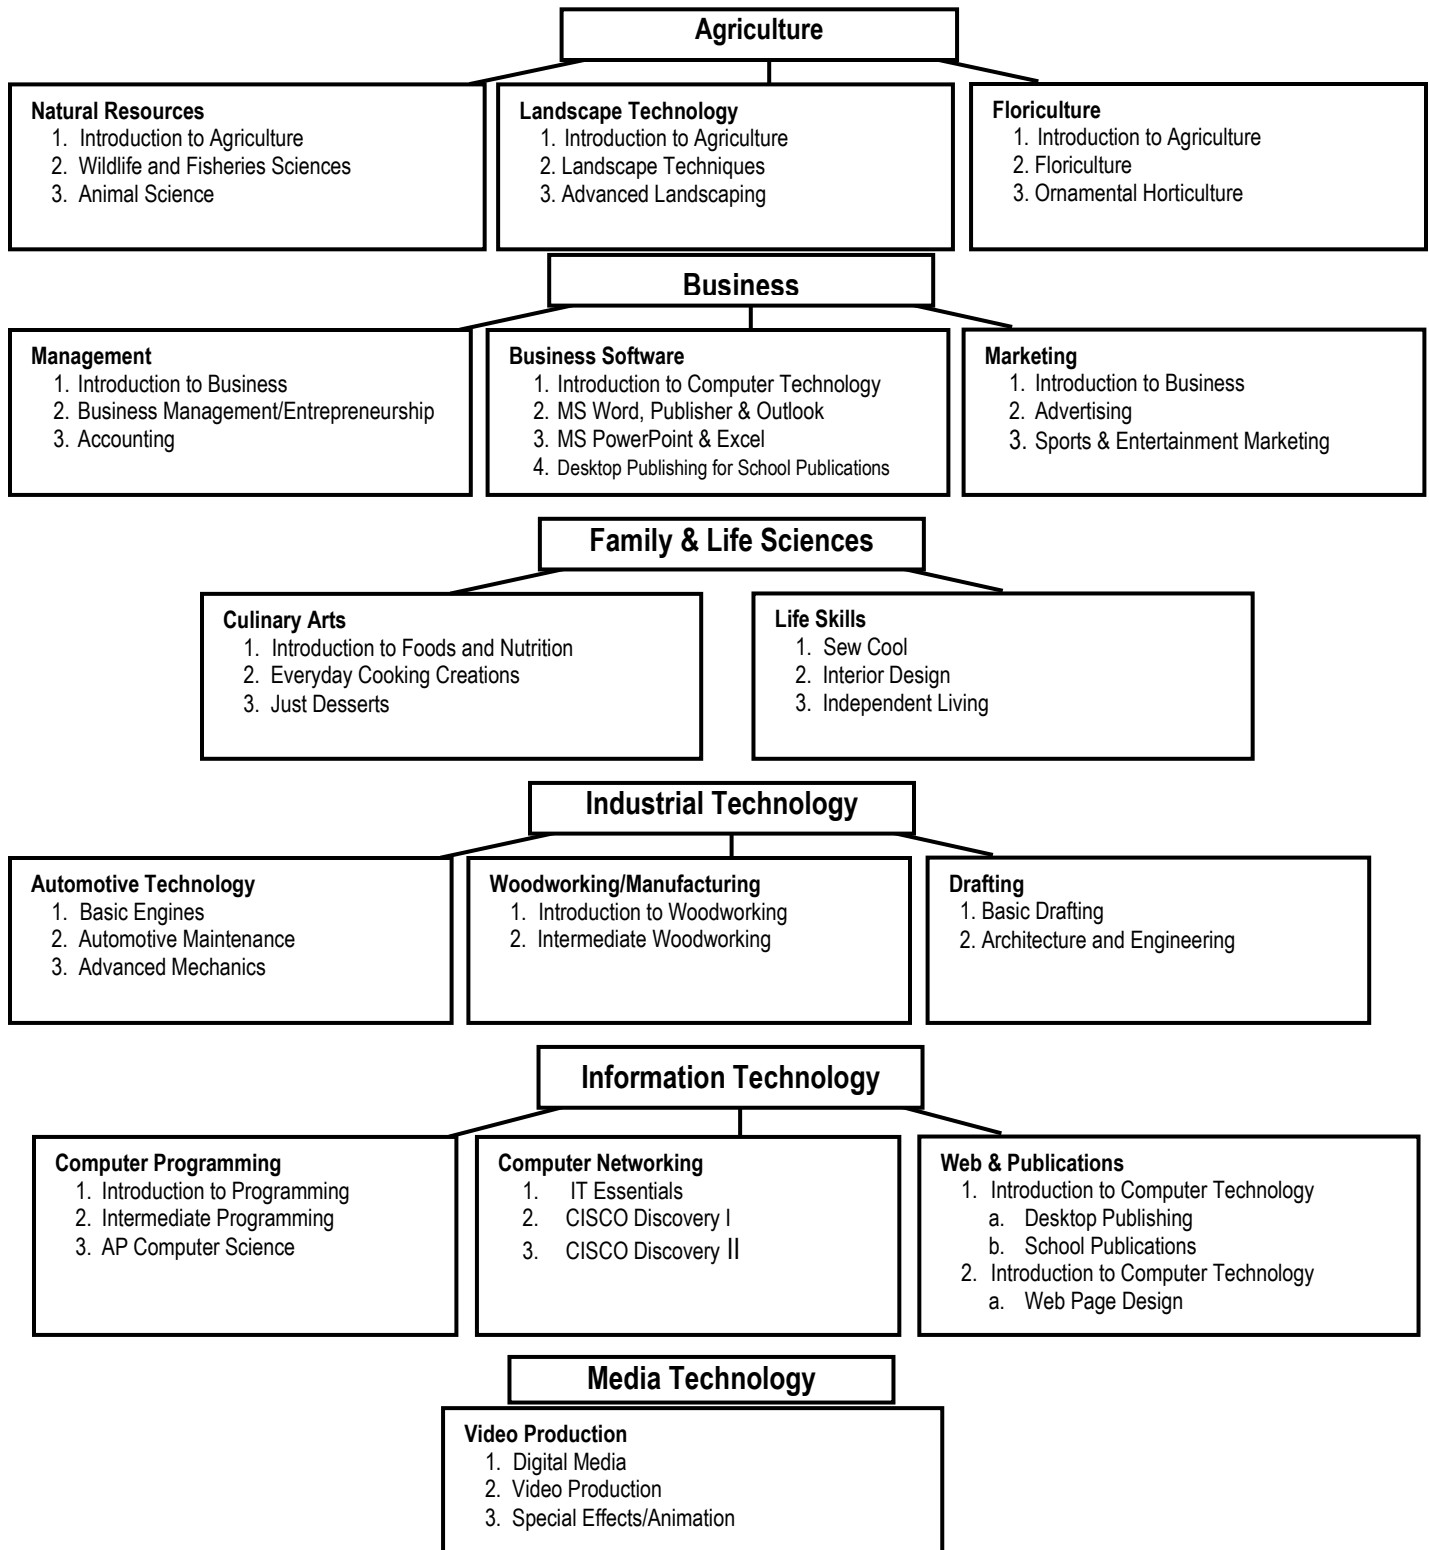 Agriculture
Natural Resources
1. Introduction to Agriculture
2. Wildlife and Fisheries Sciences
3. Animal Science
Landscape Technology
1. Introduction to Agriculture
2. Landscape Techniques
3. Advanced Landscaping
Floriculture
1. Introduction to Agriculture
2. Floriculture
3. Ornamental Horticulture
Business
Management
1. Introduction to Business
2. Business Management/Entrepreneurship
3. Accounting
Business Software
1. Introduction to Computer Technology
2. MS Word, Publisher & Outlook
3. MS PowerPoint & Excel
4. Desktop Publishing for School Publications
Marketing
1. Introduction to Business
2. Advertising
3. Sports & Entertainment Marketing
Family & Life Sciences
Culinary Arts
1. Introduction to Foods and Nutrition
2. Everyday Cooking Creations
3. Just Desserts
Life Skills
1. Sew Cool
2. Interior Design
3. Independent Living
Industrial Technology
Automotive Technology
1. Basic Engines
2. Automotive Maintenance
3. Advanced Mechanics
Woodworking/Manufacturing
1. Introduction to Woodworking
2. Intermediate Woodworking
Drafting
1. Basic Drafting
2. Architecture and Engineering
Information Technology
Computer Programming
1. Introduction to Programming
2. Intermediate Programming
3. AP Computer Science
Computer Networking
1. IT Essentials
2. CISCO Discovery I
3. CISCO Discovery II
Web & Publications
1. Introduction to Computer Technology
a. Desktop Publishing
b. School Publications
2. Introduction to Computer Technology
a. Web Page Design
Media Technology
Video Production
1. Digital Media
2. Video Production
3. Special Effects/Animation